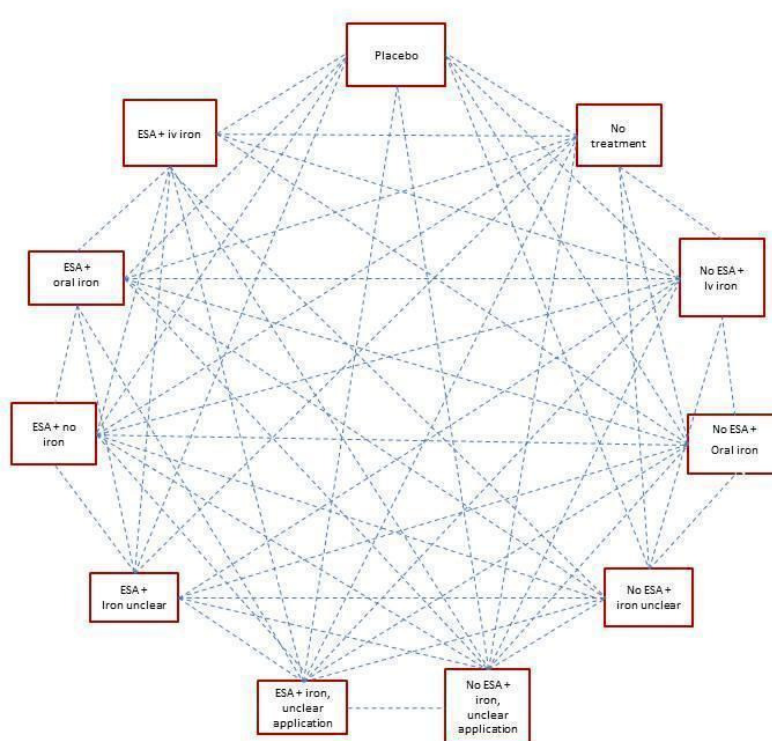 Placebo
ESA + iv iron
No
treatment
ESA +
oral iron
No ESA +
Iv iron
ESA + no
iron
No ESA +
Oral iron
ESA +
Iron unclear
No ESA +
iron unclear
ESA + iron,
unclear
application
No ESA +
iron,
unclear
application